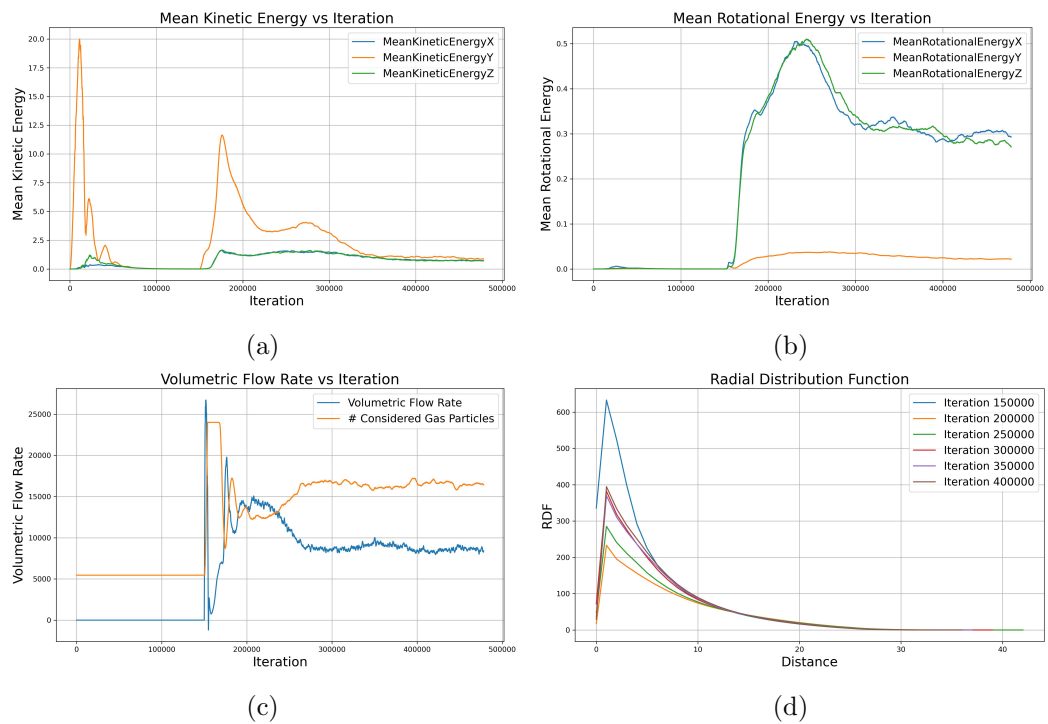 Mean Kinetic Energy vs Iteration
20.0
17.5
15.0
12.5
10.0
7.5
5.0
2.5
0.0
Mean Kinetic Energy
MeanKineticEnergyX
MeanKineticEnergyY
MeanKineticEnergyZ
0 100000 200000 300000 400000 500000
Iteration
(a)
Mean Rotational Energy vs Iteration
0.5
0.4
0.3
0.2
0.1
0.0
Mean Rotational Energy
MeanRotationalEnergyX
MeanRotationalEnergyY
MeanRotationalEnergyZ
0 100000 200000 300000 400000 500000
Iteration
(b)
Volumetric Flow Rate vs Iteration
25000
20000
15000
10000
5000
0
Volumetric Flow Rate
Volumetric Flow Rate
# Considered Gas Particles
0 100000 200000 300000 400000 500000
Iteration
(c)
Radial Distribution Function
600
500
400
300
200
100
0
RDF
Iteration 150000
Iteration 200000
Iteration 250000
Iteration 300000
Iteration 350000
Iteration 400000
0 10 20 30 40
Distance
(d)